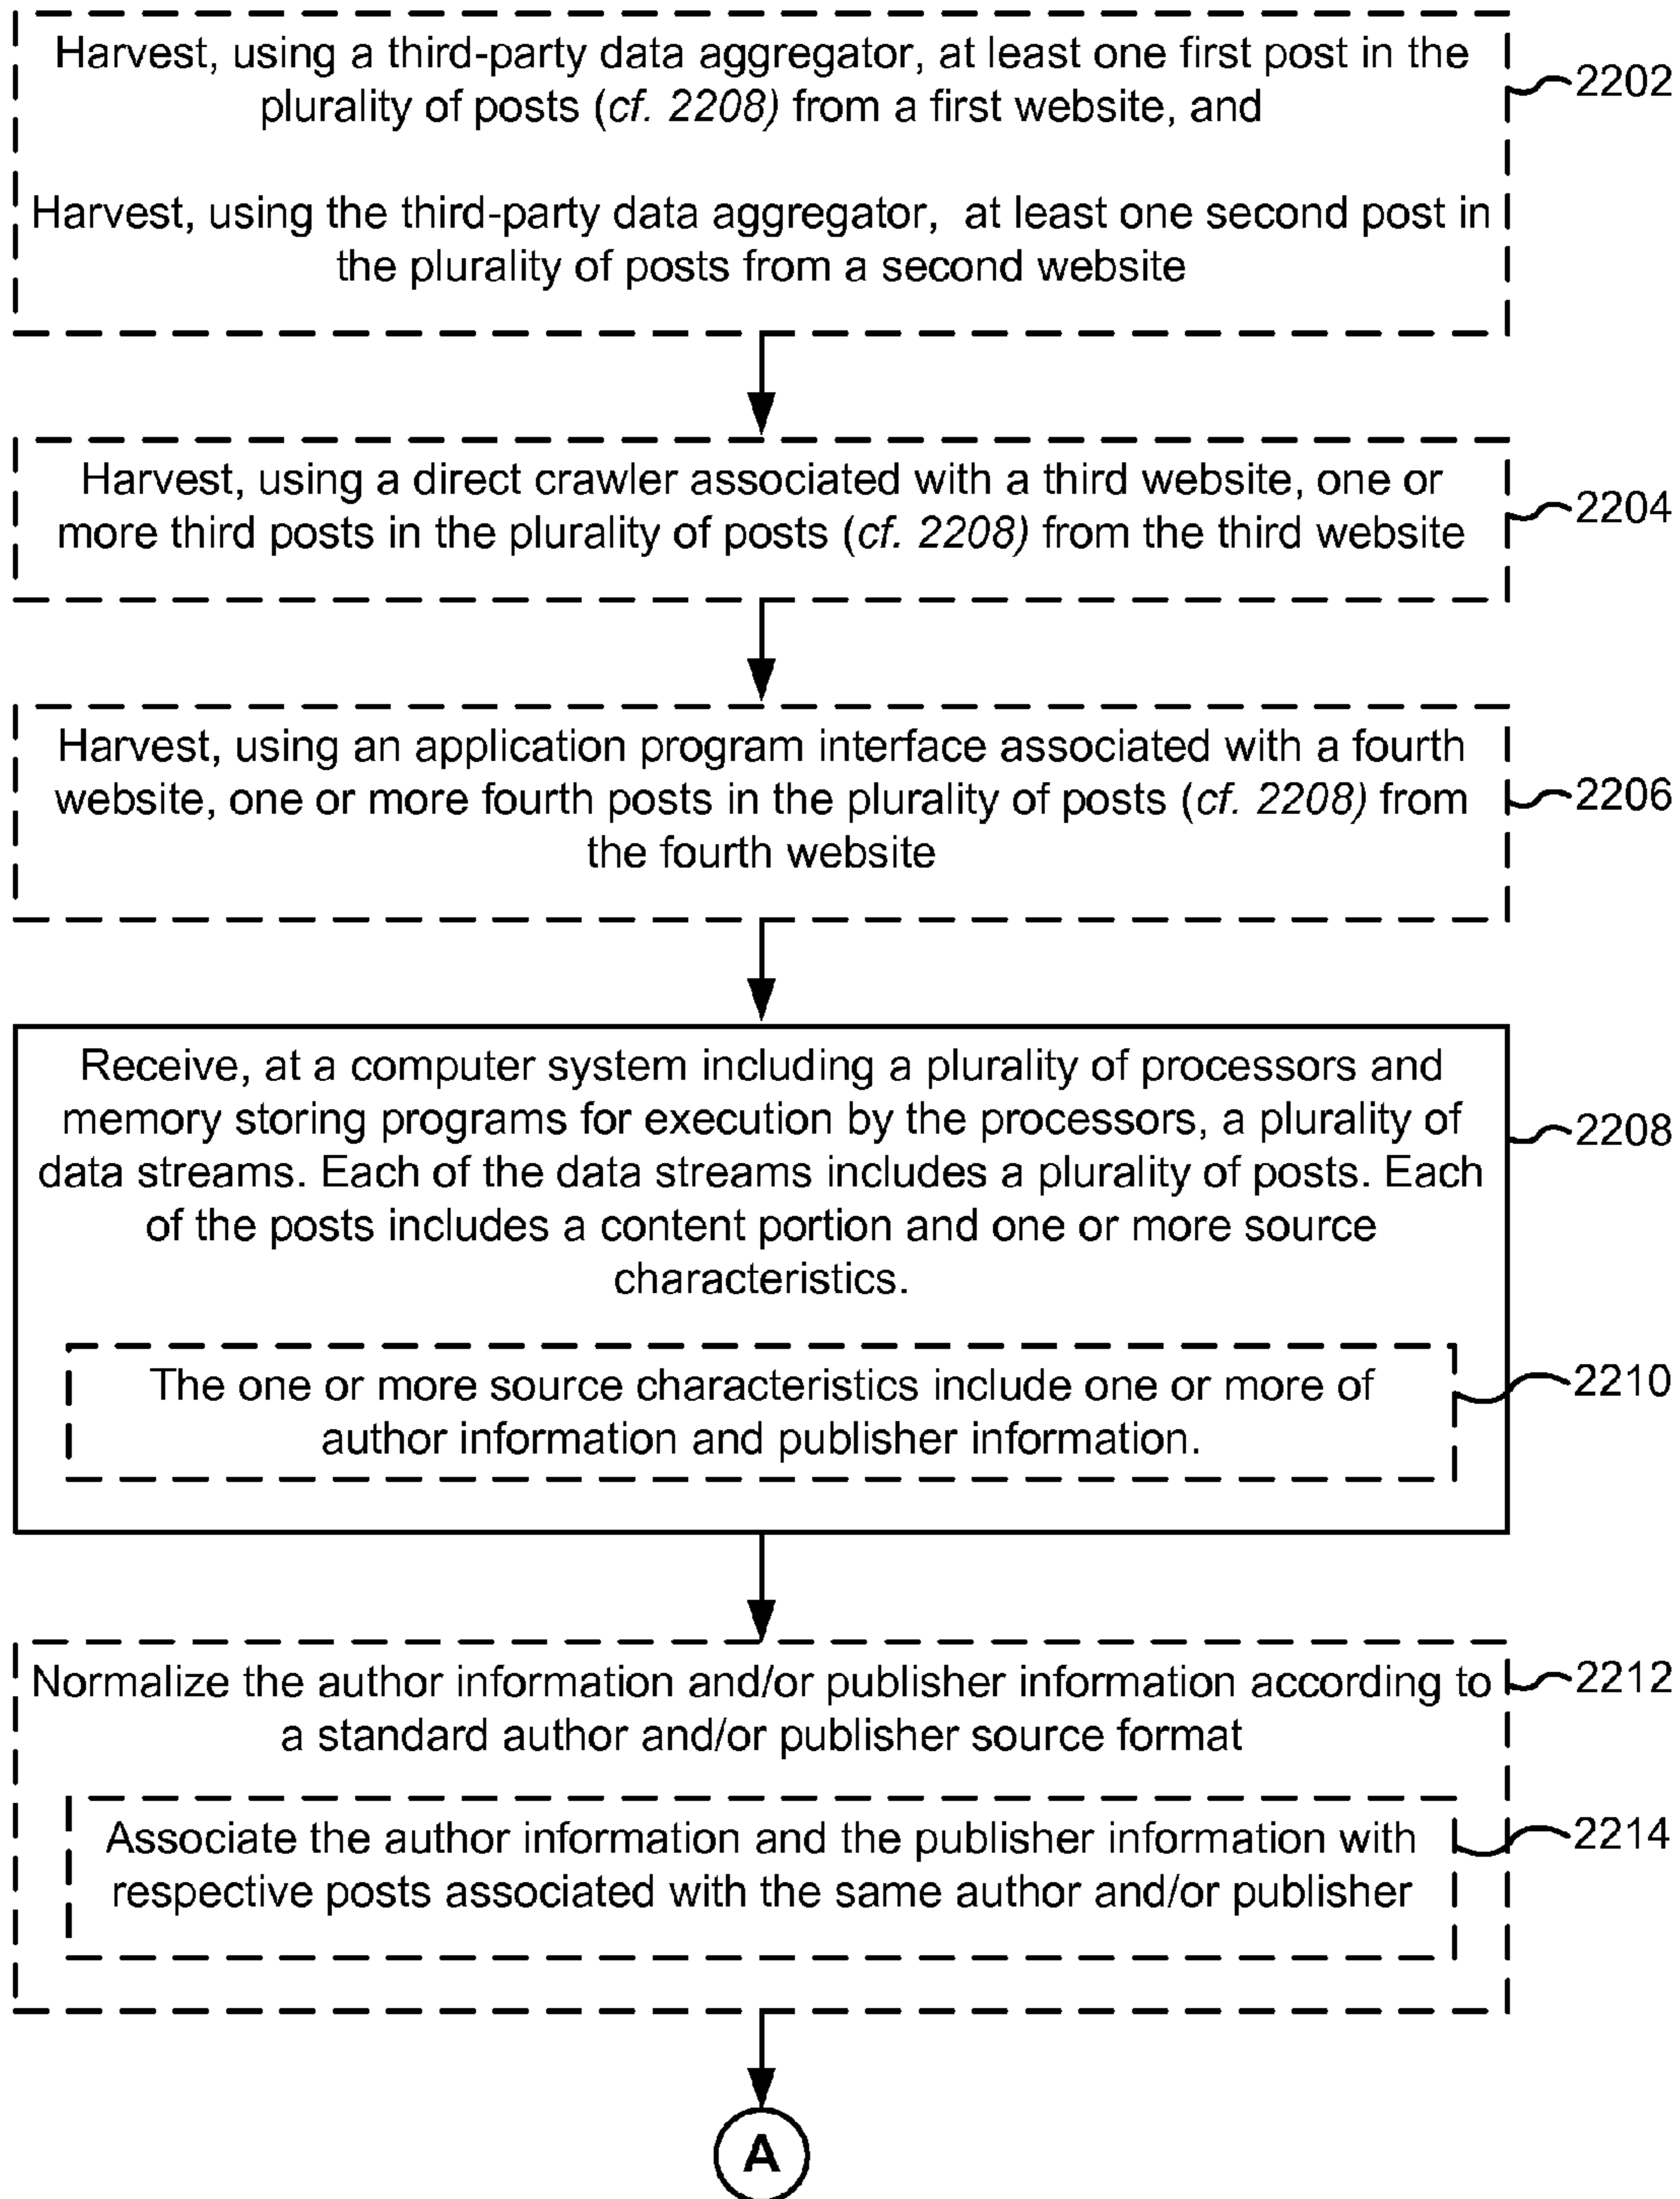 Harvest, using a third-party data aggregator, at least one first post in the
plurality of posts (cf. 2208) from a first website, and
2202
Harvest, using the third-party data aggregator, at least one second post in
the plurality of posts from a second website
Harvest, using a direct crawler associated with a third website, one or
more third posts in the plurality of posts (cf. 2208) from the third website
2204
Harvest, using an application program interface associated with a fourth
website, one or more fourth posts in the plurality of posts (cf. 2208) from
the fourth website
2206
Receive, at a computer system including a plurality of processors and
memory storing programs for execution by the processors, a plurality of
data streams. Each of the data streams includes a plurality of posts. Each
of the posts includes a content portion and one or more source
characteristics.
2208
The one or more source characteristics include one or more of
author information and publisher information.
2210
Normalize the author information and/or publisher information according to
a standard author and/or publisher source format
2212
Associate the author information and the publisher information with
respective posts associated with the same author and/or publisher
2214
A